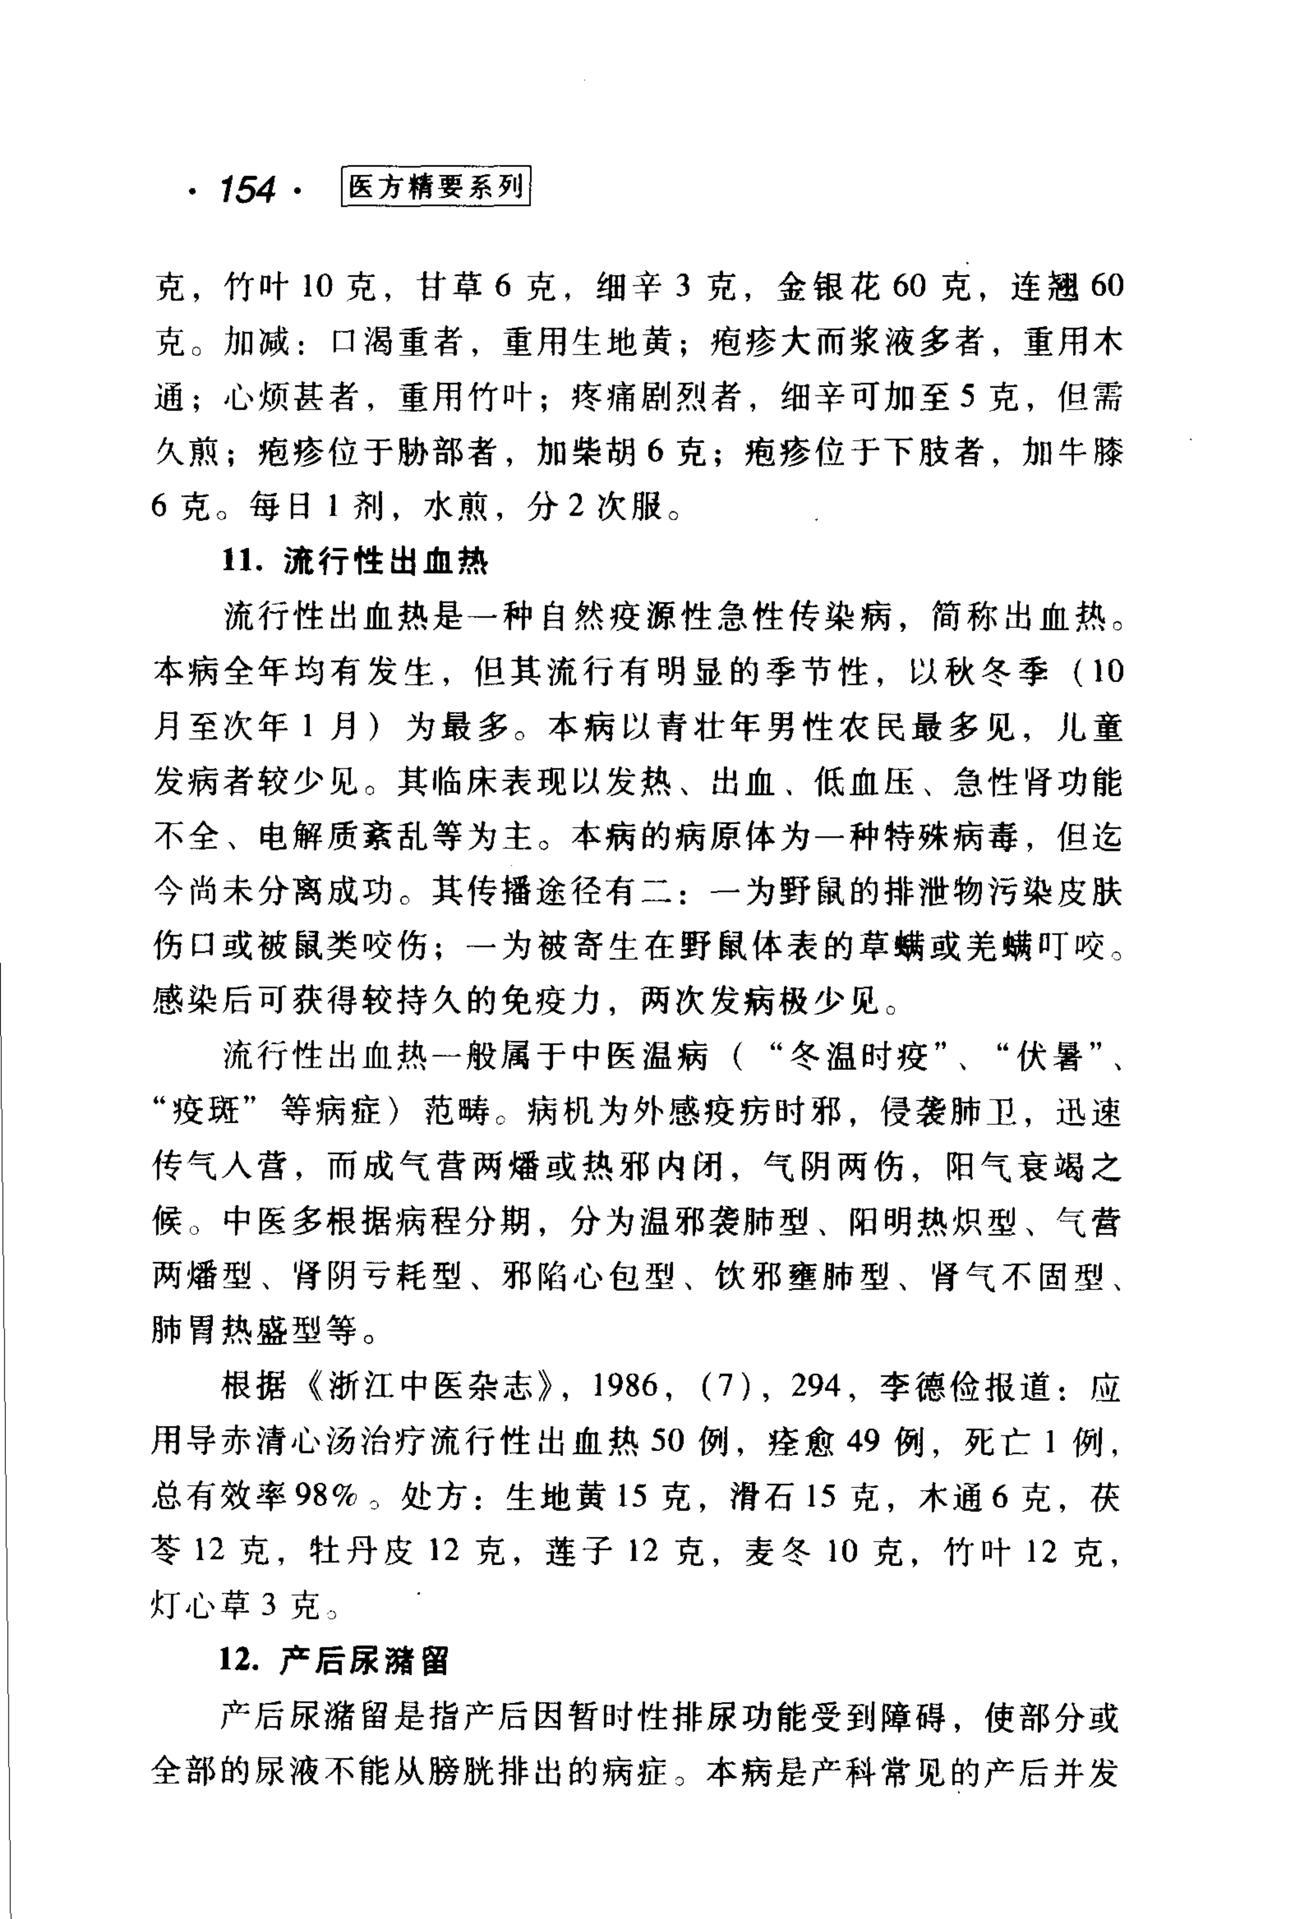 · 154 · 医方精要系列
克，竹叶 10 克，甘草 6 克，细辛 3 克，金银花 60 克，连翘 60
克。加减：口渴重者，重用生地黄；疱疹大而浆液多者，重用木
通；心烦甚者，重用竹叶；疼痛剧烈者，细辛可加至 5 克，但需
久煎；疱疹位于胁部者，加柴胡 6 克；疱疹位于下肢者，加牛膝
6 克。每日 1 剂，水煎，分 2 次服。
11. 流行性出血热
流行性出血热是一种自然疫源性急性传染病，简称出血热。
本病全年均有发生，但其流行有明显的季节性，以秋冬季（10
月至次年 1 月）为最多。本病以青壮年男性农民最多见，儿童
发病者较少见。其临床表现以发热、出血、低血压、急性肾功能
不全、电解质紊乱等为主。本病的病原体为一种特殊病毒，但迄
今尚未分离成功。其传播途径有二：一为野鼠的排泄物污染皮肤
伤口或被鼠类咬伤；一为被寄生在野鼠体表的革螨或羌螨叮咬。
感染后可获得较持久的免疫力，两次发病极少见。
流行性出血热一般属于中医温病（“冬温时疫”、“伏暑”、
“疫斑”等病症）范畴。病机为外感疫疠时邪，侵袭肺卫，迅速
传气入营，而成气营两燔或热邪内闭，气阴两伤，阳气衰竭之
候。中医多根据病程分期，分为温邪袭肺型、阳明热炽型、气营
两燔型、肾阴亏耗型、邪陷心包型、饮邪壅肺型、肾气不固型、
肺胃热盛型等。
根据《浙江中医杂志》，1986，(7)，294，李德俭报道：应
用导赤清心汤治疗流行性出血热 50 例，痊愈 49 例，死亡 1 例，
总有效率 98%。处方：生地黄 15 克，滑石 15 克，木通 6 克，茯
苓 12 克，牡丹皮 12 克，莲子 12 克，麦冬 10 克，竹叶 12 克，
灯心草 3 克。
12. 产后尿潴留
产后尿潴留是指产后因暂时性排尿功能受到障碍，使部分或
全部的尿液不能从膀胱排出的病症。本病是产科常见的产后并发